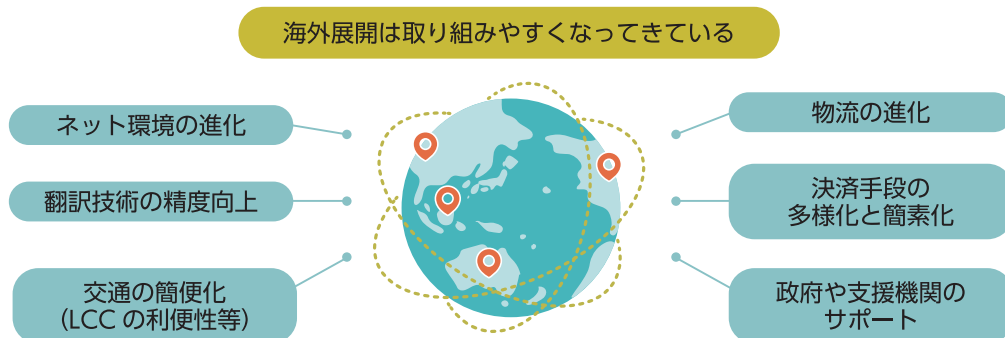 海外展開は取り組みやすくなってきている
ネット環境の進化
翻訳技術の精度向上
交通の簡便化
(LCC の利便性等)
物流の進化
決済手段の
多様化と簡素化
政府や支援機関の
サポート